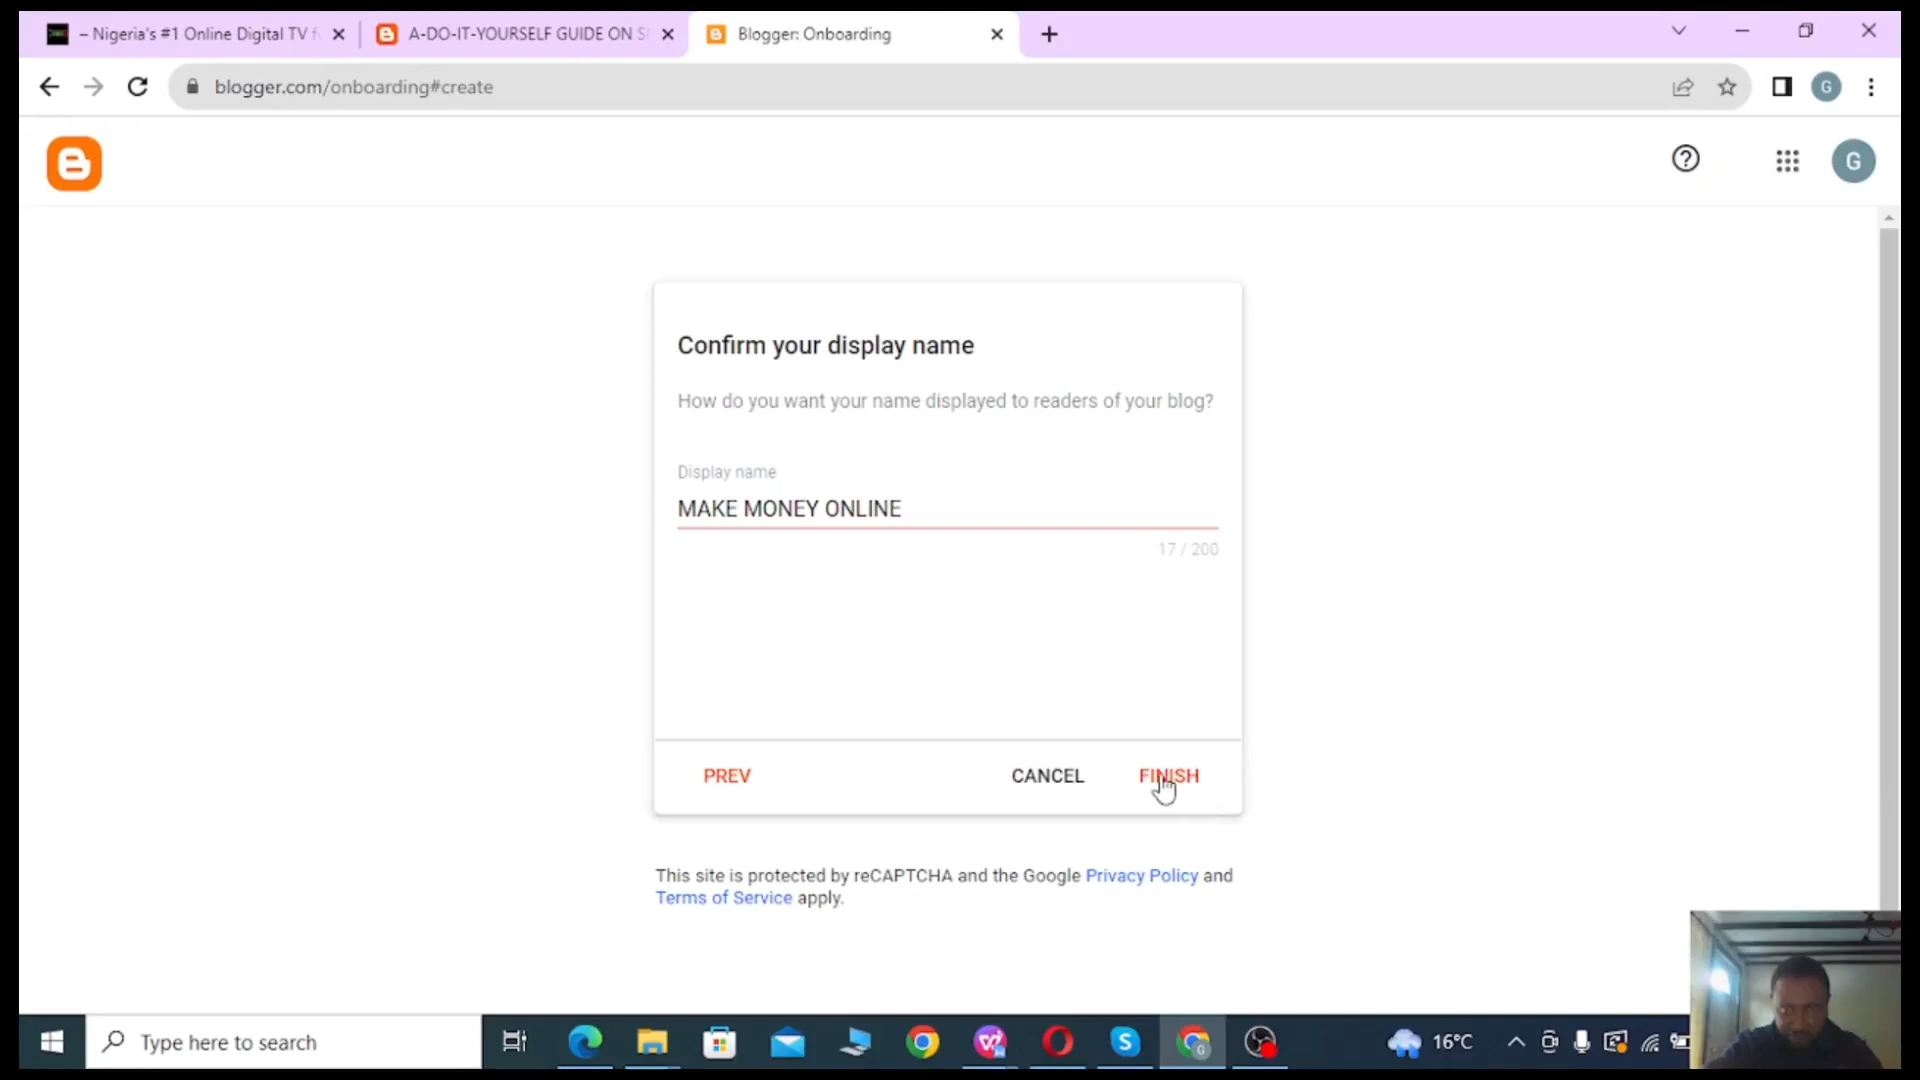 – Nigeria's #1 Online Digital TV
A-DO-IT-YOURSELF GUIDE ON
Blogger: Onboarding
blogger.com/onboarding#create
G
G
Confirm your display name
How do you want your name displayed to readers of your blog?
Display name
MAKE MONEY ONLINE
17 / 200
PREV
CANCEL
FINISH
This site is protected by reCAPTCHA and the Google Privacy Policy and
Terms of Service apply.
Type here to search
16°C